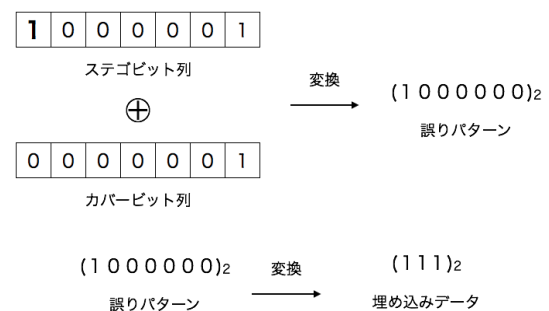 1 0 0 0 0 0 1
ステゴビット列
⊕
変換
(1 0 0 0 0 0 0)2
誤りパターン
0 0 0 0 0 0 1
カバービット列
(1 0 0 0 0 0 0)2
変換
(1 1 1)2
誤りパターン
埋め込みデータ